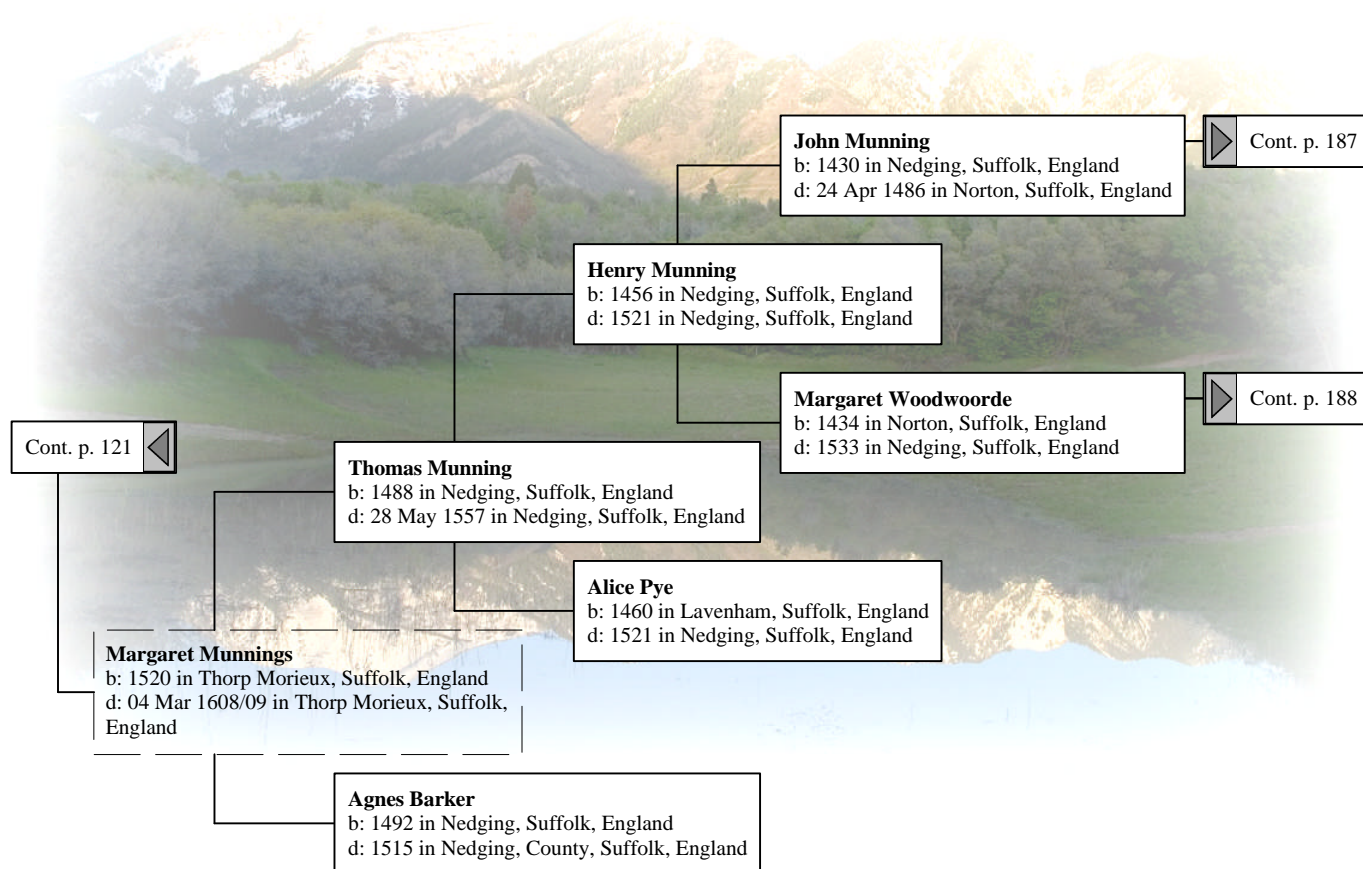 John Munning
b: 1430 in Nedging, Suffolk, England
d: 24 Apr 1486 in Norton, Suffolk, England
Cont. p. 187
Henry Munning
b: 1456 in Nedging, Suffolk, England
d: 1521 in Nedging, Suffolk, England
Margaret Woodwoorde
b: 1434 in Norton, Suffolk, England
d: 1533 in Nedging, Suffolk, England
Cont. p. 188
Cont. p. 121
Thomas Munning
b: 1488 in Nedging, Suffolk, England
d: 28 May 1557 in Nedging, Suffolk, England
Alice Pye
b: 1460 in Lavenham, Suffolk, England
d: 1521 in Nedging, Suffolk, England
Margaret Munnings
b: 1520 in Thorp Morieux, Suffolk, England
d: 04 Mar 1608/09 in Thorp Morieux, Suffolk,
England
Agnes Barker
b: 1492 in Nedging, Suffolk, England
d: 1515 in Nedging, County, Suffolk, England